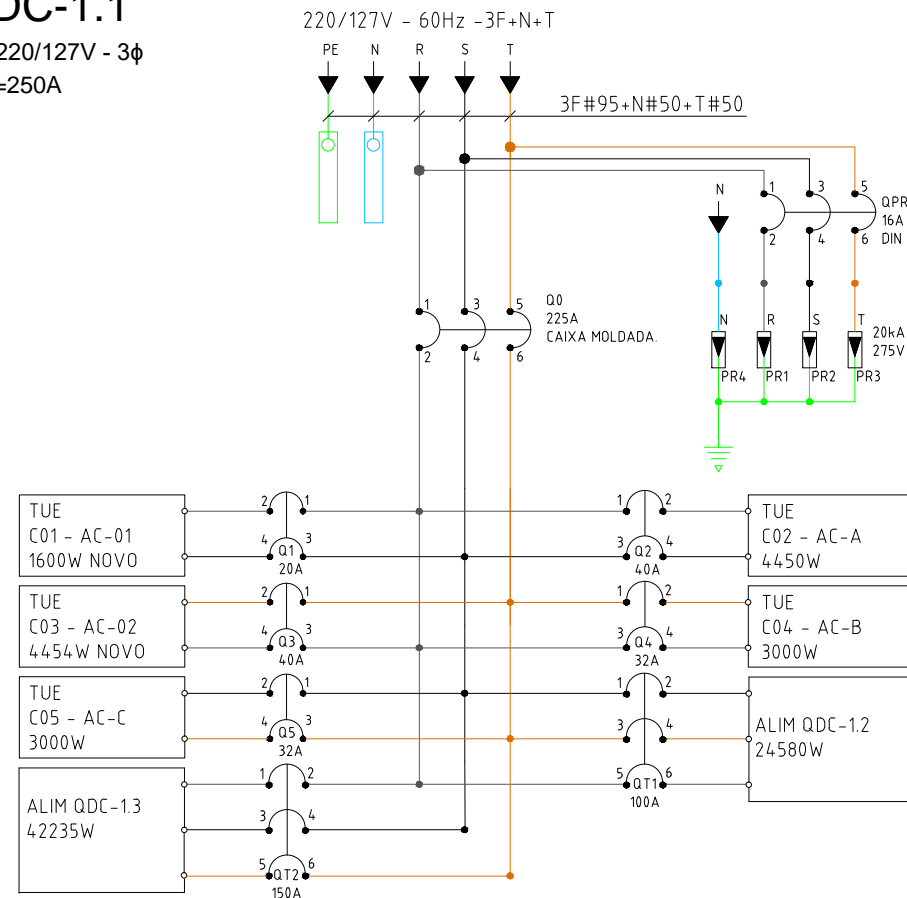 DC-1.1
220/127V - 3ϕ
=250A
220/127V - 60Hz -3F+N+T
PE N R S T
3F#95+N#50+T#50
N
1 3 5
QPR
16A
DIN
2 4 6
Q0
225A
CAIXA MOLDADA.
1 3 5
2 4 6
N R S T
20kA
275V
PR4 PR1 PR2 PR3
TUE
C01 - AC-01
1600W NOVO
2 1
4 3
Q1
20A
1 2
3 4
Q2
40A
TUE
C02 - AC-A
4450W
TUE
C03 - AC-02
4454W NOVO
2 1
4 3
Q3
40A
1 2
3 4
Q4
32A
TUE
C04 - AC-B
3000W
TUE
C05 - AC-C
3000W
2 1
4 3
Q5
32A
1 2
3 4
5 6
QT1
100A
ALIM QDC-1.2
24580W
ALIM QDC-1.3
42235W
1 2
3 4
5 6
QT2
150A